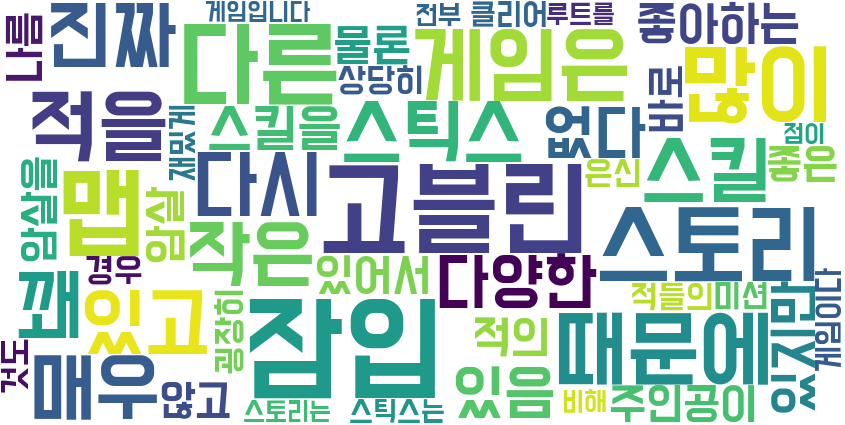 게임입니다
전부 클리어
루트를
좋아하는
나름
진짜
다른
물론
게임은
많이
상당히
바로
적을
재밌게
스킬을
스틱스
없다
점이
암살을
맵
암살
다시
고블린
은신
스킬
좋은
작은
스토리
꽤
경우
있어서
다양한
적들의
미션
있지만
게임이다
있고
굉장히
잠입
적인
때문에
것도
매우
않고
스토리는
스틱스는
있음
비해
주인공이